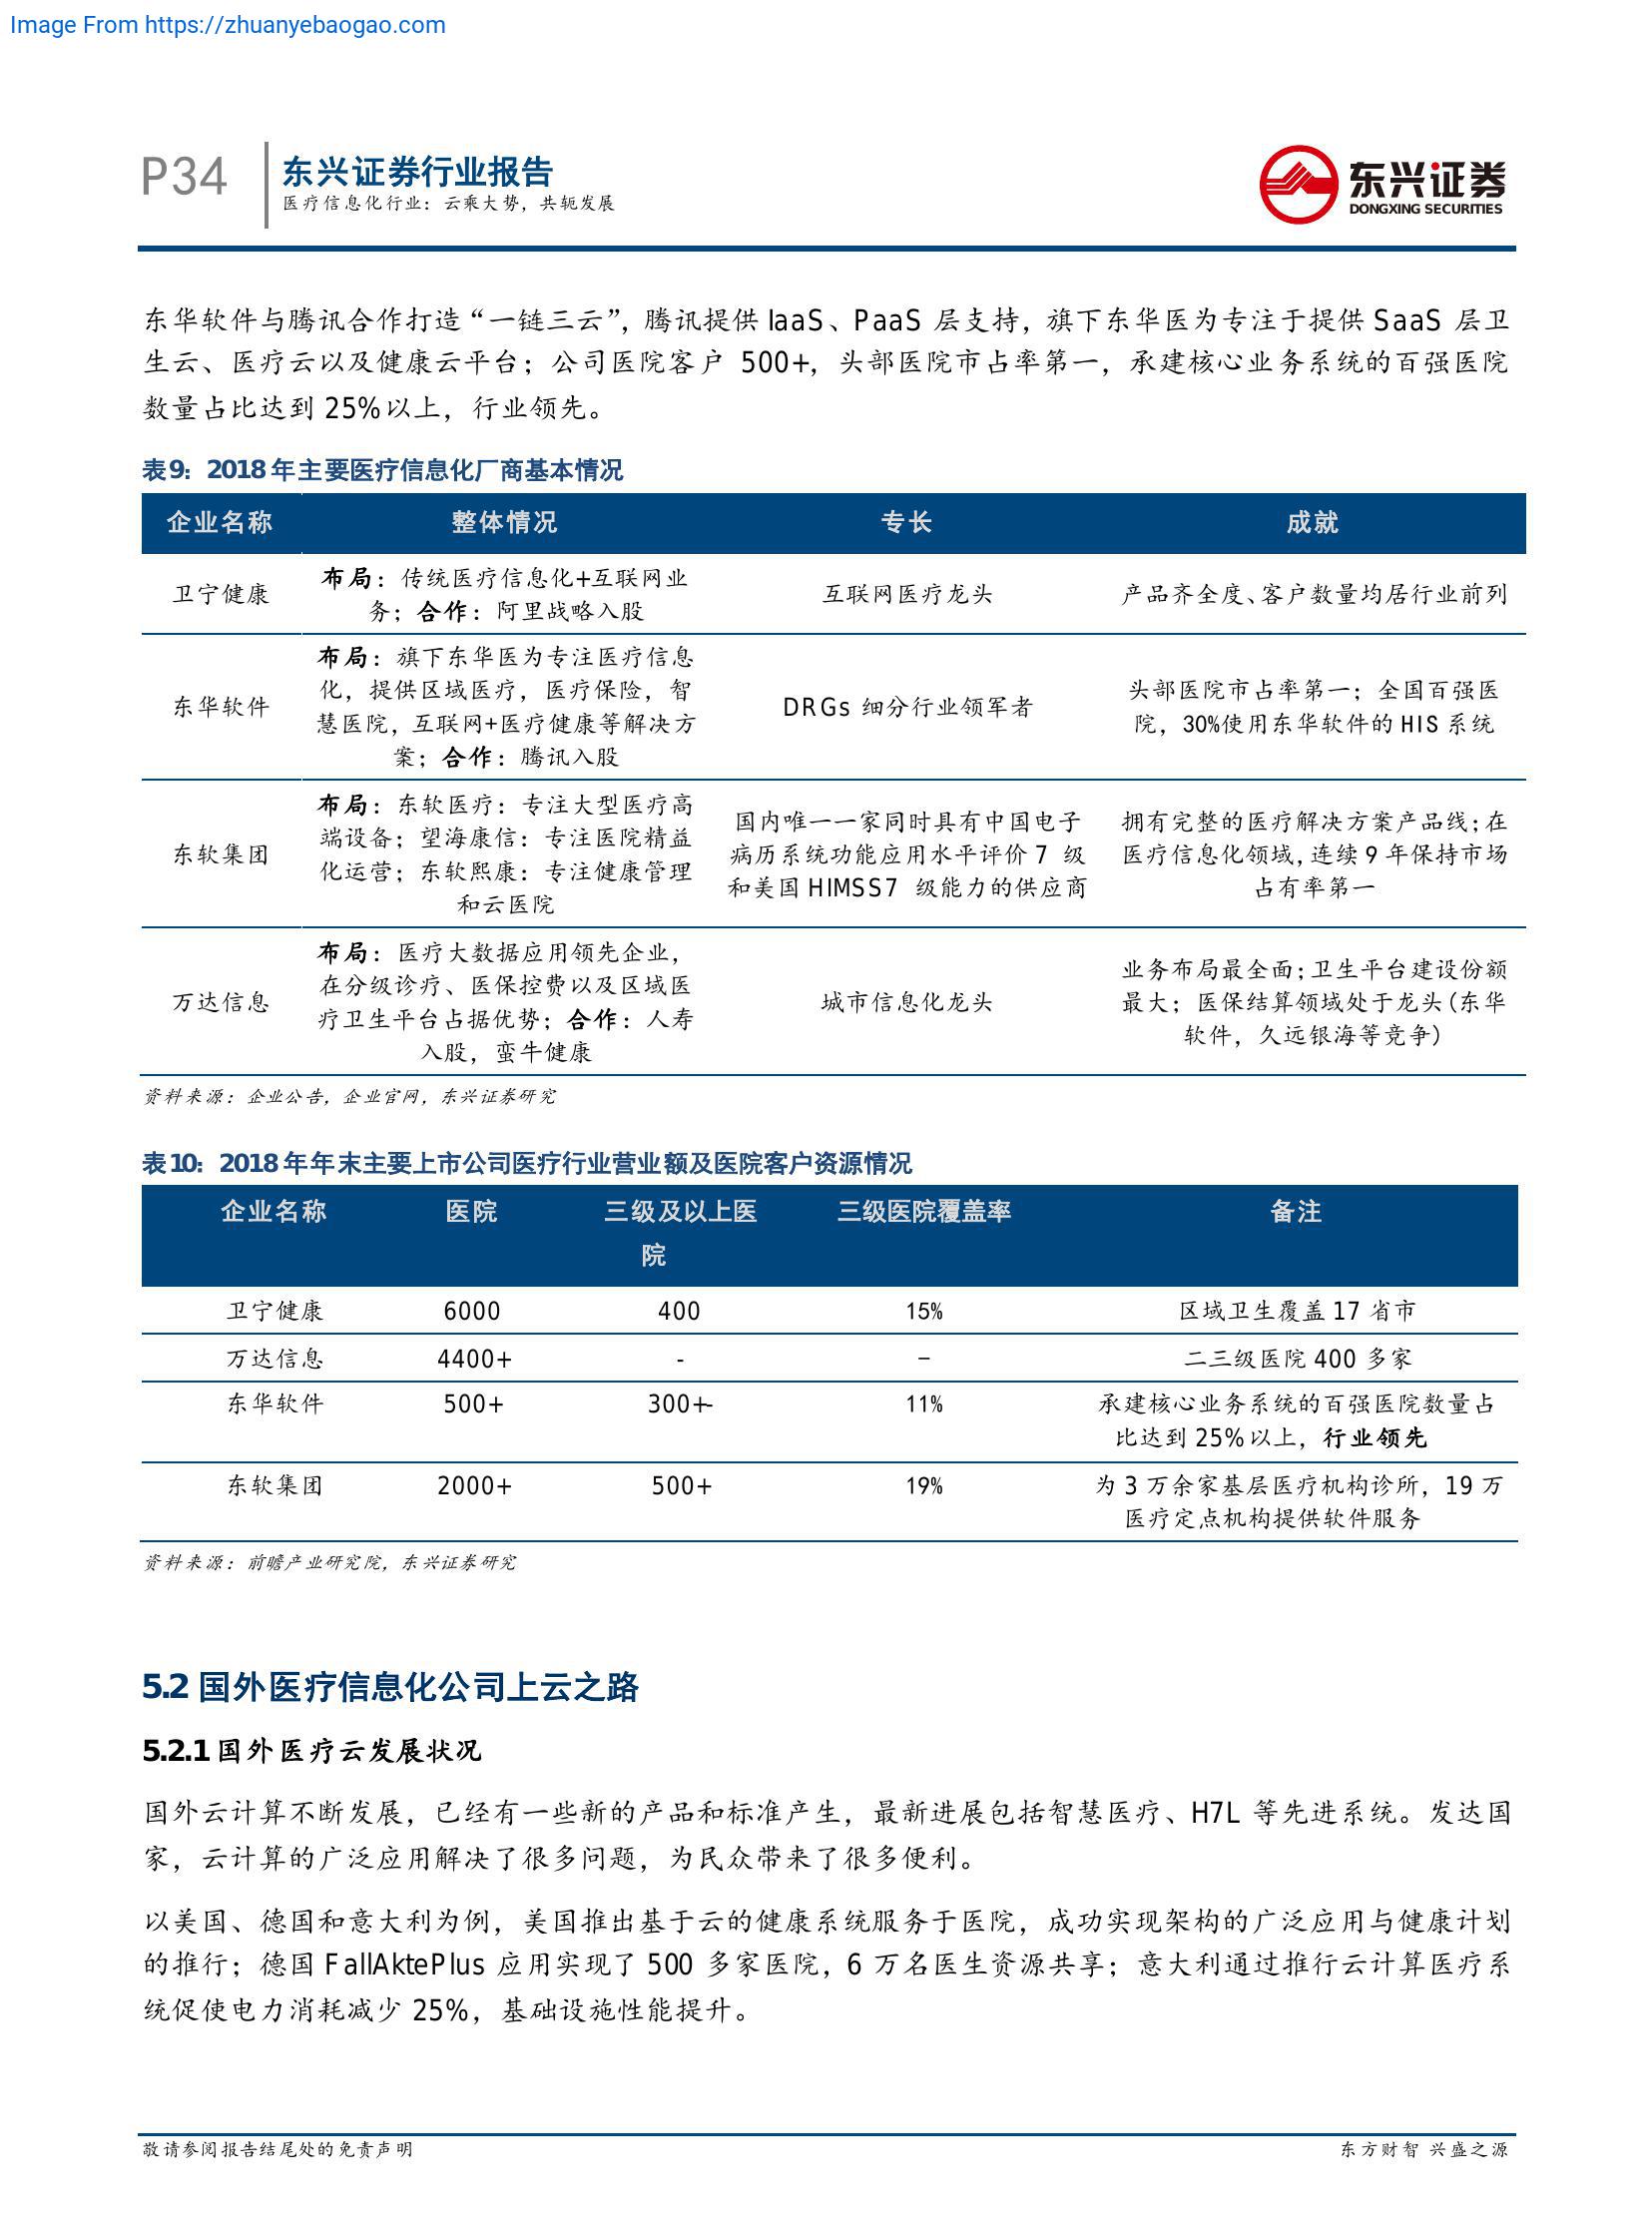 Image From https://zhuanyebaogao.com
P34
东兴证券行业报告
医疗信息化行业：云乘大势，共轭发展
东兴证券
DONGXING SECURITIES
东华软件与腾讯合作打造“一链三云”，腾讯提供 IaaS、PaaS 层支持，旗下东华医为专注于提供 SaaS 层卫
生云、医疗云以及健康云平台；公司医院客户 500+，头部医院市占率第一，承建核心业务系统的百强医院
数量占比达到 25%以上，行业领先。
表9：2018 年主要医疗信息化厂商基本情况
企业名称 整体情况 专长 成就
卫宁健康
布局：传统医疗信息化+互联网业
务；合作：阿里战略入股
互联网医疗龙头
产品齐全度、客户数量均居行业前列
东华软件
布局：旗下东华医为专注医疗信息
化，提供区域医疗，医疗保险，智
慧医院，互联网+医疗健康等解决方
案；合作：腾讯入股
DRGs 细分行业领军者
头部医院市占率第一；全国百强医
院，30%使用东华软件的 HIS 系统
东软集团
布局：东软医疗：专注大型医疗高
端设备；望海康信：专注医院精益
化运营；东软熙康：专注健康管理
和云医院
国内唯一一家同时具有中国电子
病历系统功能应用水平评价 7 级
和美国 HIMSS7 级能力的供应商
拥有完整的医疗解决方案产品线；在
医疗信息化领域，连续 9 年保持市场
占有率第一
万达信息
布局：医疗大数据应用领先企业，
在分级诊疗、医保控费以及区域医
疗卫生平台占据优势；合作：人寿
入股，蛮牛健康
城市信息化龙头
业务布局最全面；卫生平台建设份额
最大；医保结算领域处于龙头（东华
软件，久远银海等竞争）
资料来源：企业公告，企业官网，东兴证券研究
表10：2018 年年末主要上市公司医疗行业营业额及医院客户资源情况
企业名称 医院 三级及以上医 三级医院覆盖率 备注
院
卫宁健康 6000 400 15% 区域卫生覆盖 17 省市
万达信息 4400+ - – 二三级医院 400 多家
东华软件 500+ 300+- 11% 承建核心业务系统的百强医院数量占
比达到 25%以上，行业领先
东软集团 2000+ 500+ 19% 为 3 万余家基层医疗机构诊所，19 万
医疗定点机构提供软件服务
资料来源：前瞻产业研究院，东兴证券研究
5.2 国外医疗信息化公司上云之路
5.2.1 国外医疗云发展状况
国外云计算不断发展，已经有一些新的产品和标准产生，最新进展包括智慧医疗、H7L 等先进系统。发达国
家，云计算的广泛应用解决了很多问题，为民众带来了很多便利。
以美国、德国和意大利为例，美国推出基于云的健康系统服务于医院，成功实现架构的广泛应用与健康计划
的推行；德国 FallAktePlus 应用实现了 500 多家医院，6 万名医生资源共享；意大利通过推行云计算医疗系
统促使电力消耗减少 25%，基础设施性能提升。
敬请参阅报告结尾处的免责声明
东方财智 兴盛之源